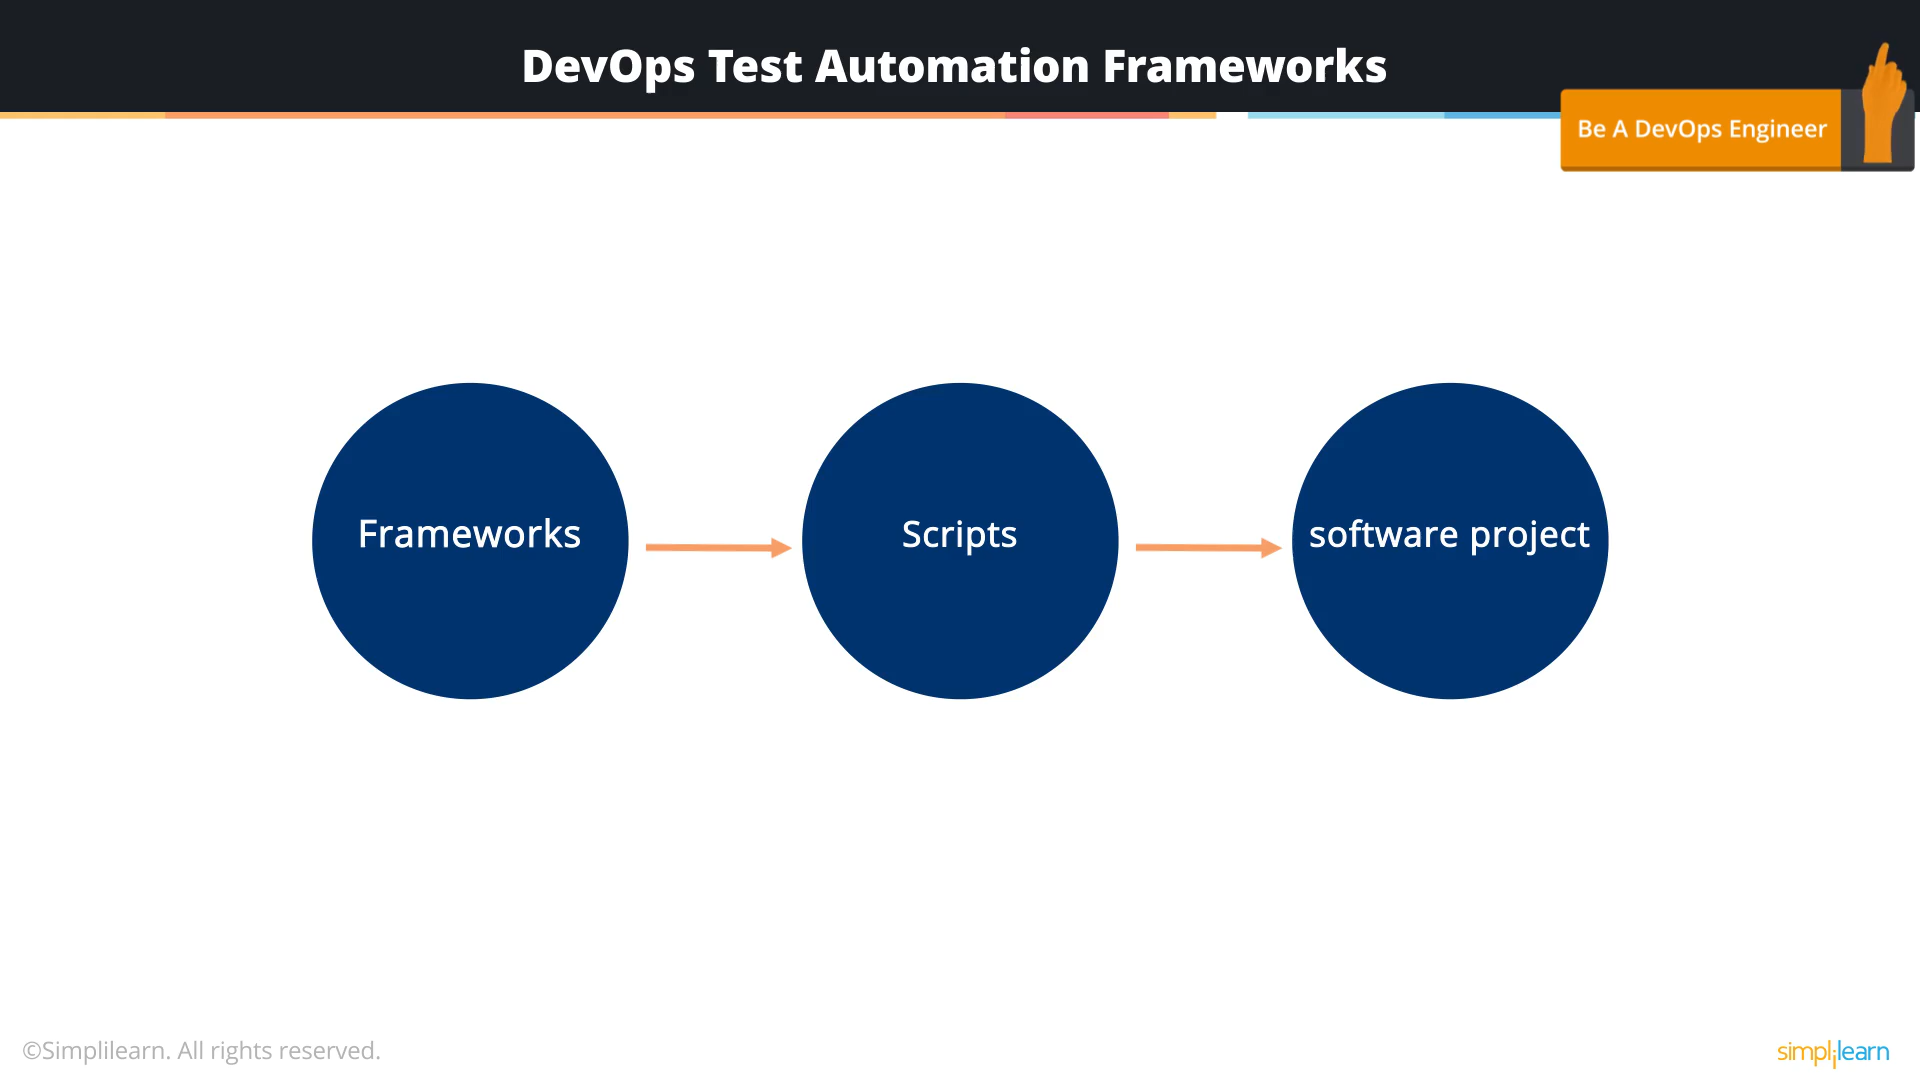 DevOps Test Automation Frameworks
Be A DevOps Engineer
Frameworks
Scripts
software project
©Simplilearn. All rights reserved.
simplilearn